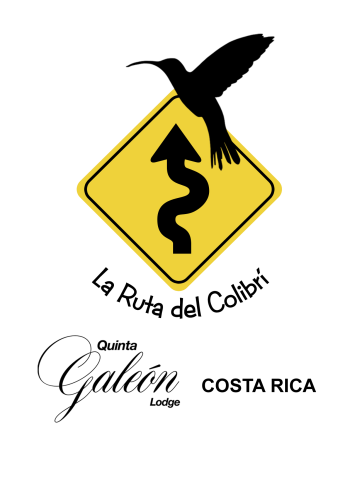 La Ruta del Colibrí
Quinta
Galeón
Lodge
COSTA RICA